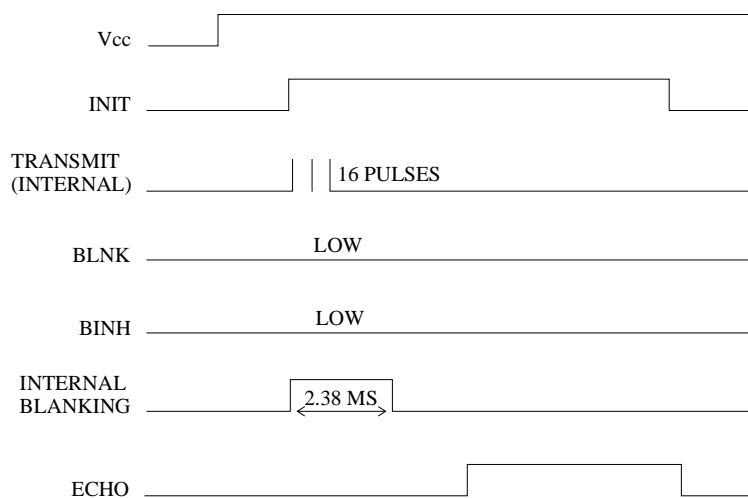 Vcc
INIT
TRANSMIT
(INTERNAL)
16 PULSES
BLNK
LOW
BINH
LOW
INTERNAL
BLANKING
2.38 MS
ECHO